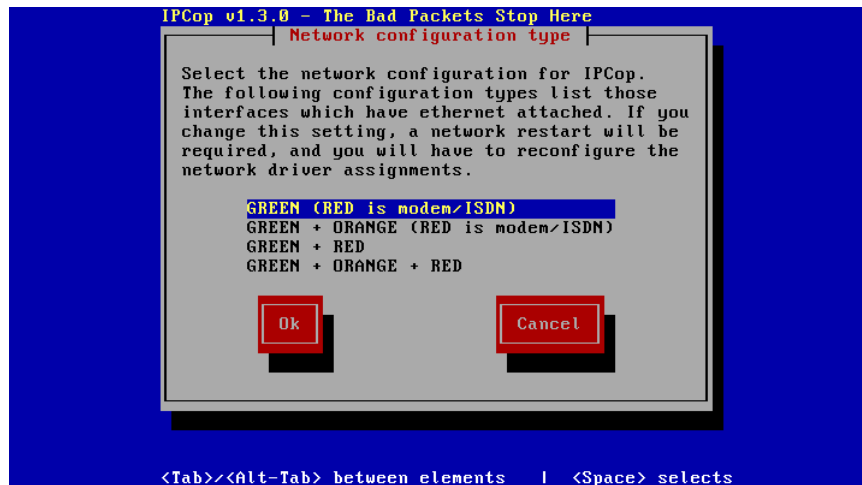 IPCop v1.3.0 - The Bad Packets Stop Here
Network configuration type
Select the network configuration for IPCop.
The following configuration types list those
interfaces which have ethernet attached. If you
change this setting, a network restart will be
required, and you will have to reconfigure the
network driver assignments.
GREEN (RED is modem/ISDN)
GREEN + ORANGE (RED is modem/ISDN)
GREEN + RED
GREEN + ORANGE + RED
Ok
Cancel
<Tab>/<Alt-Tab> between elements | <Space> selects